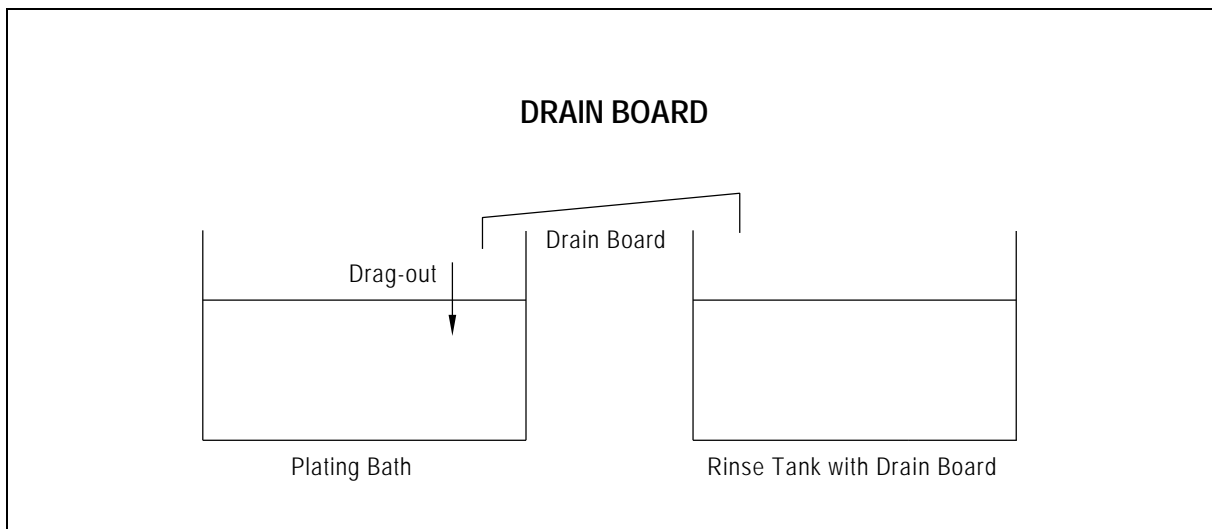 DRAIN BOARD
Drain Board
Drag-out
Plating Bath
Rinse Tank with Drain Board